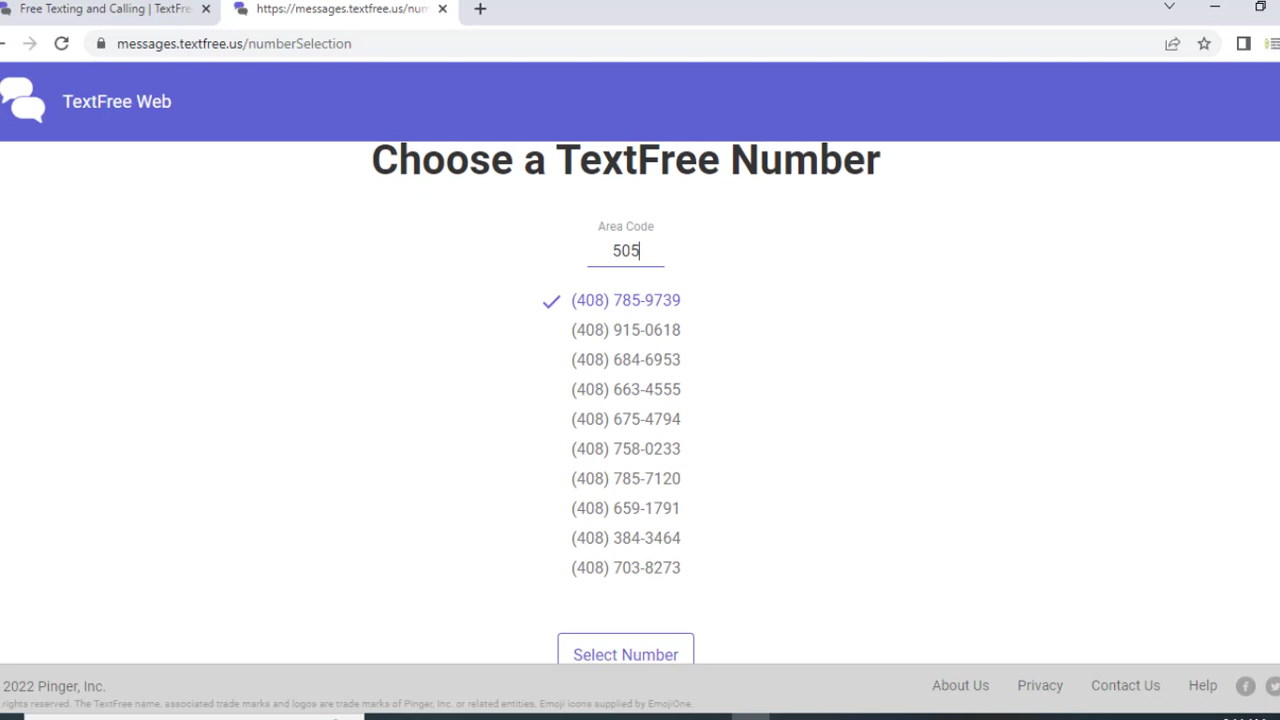 Free Texting and Calling | TextFre
https://messages.textfree.us/num
messages.textfree.us/numberSelection
TextFree Web
Choose a TextFree Number
Area Code
505
(408) 785-9739
(408) 915-0618
(408) 684-6953
(408) 663-4555
(408) 675-4794
(408) 758-0233
(408) 785-7120
(408) 659-1791
(408) 384-3464
(408) 703-8273
Select Number
2022 Pinger, Inc.
About Us
Privacy
Contact Us
Help
rights reserved. The TextFree name, associated trade marks and logos are trade marks of Pinger, Inc. or related entities. Emoji icons supplied by EmojiOne.